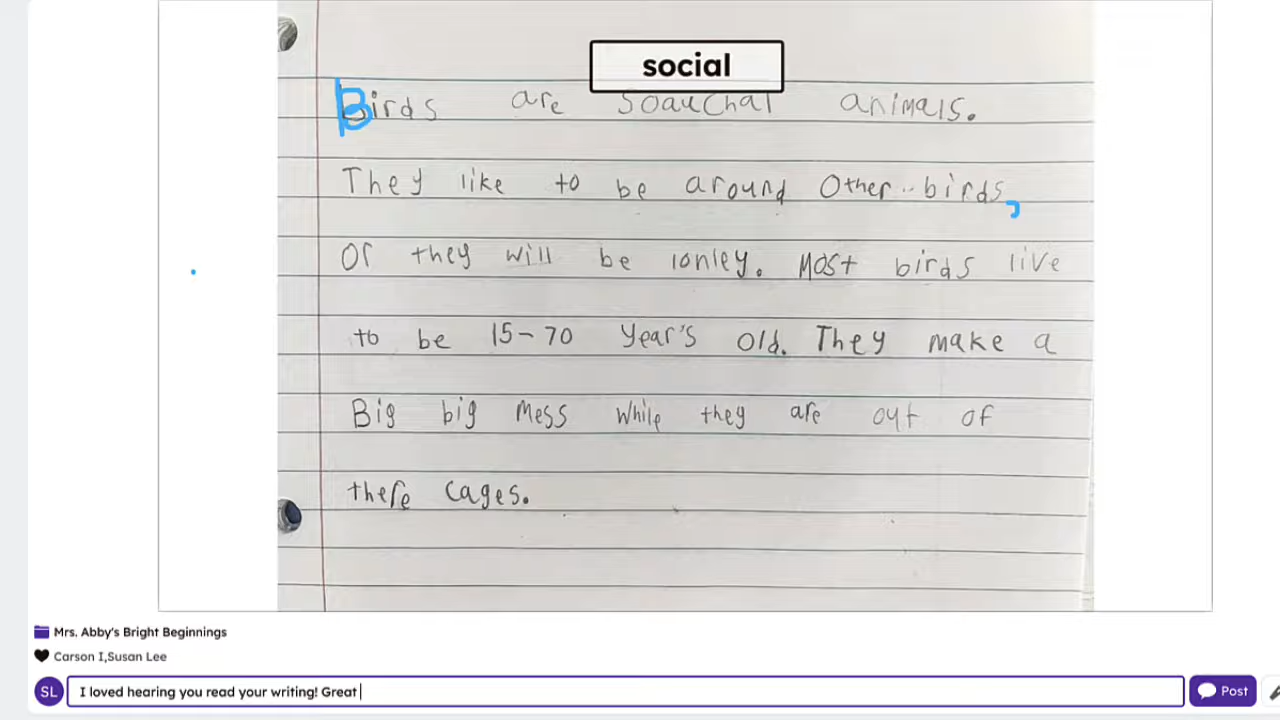 social
Birds are soauchal animals.
They like to be around other birds,
Or they will be lonley. Most birds live
to be 15-70 year's old. They make a
Big big mess while they are out of
there cages.
Mrs. Abby's Bright Beginnings
Carson I,Susan Lee
SL
I loved hearing you read your writing! Great
Post